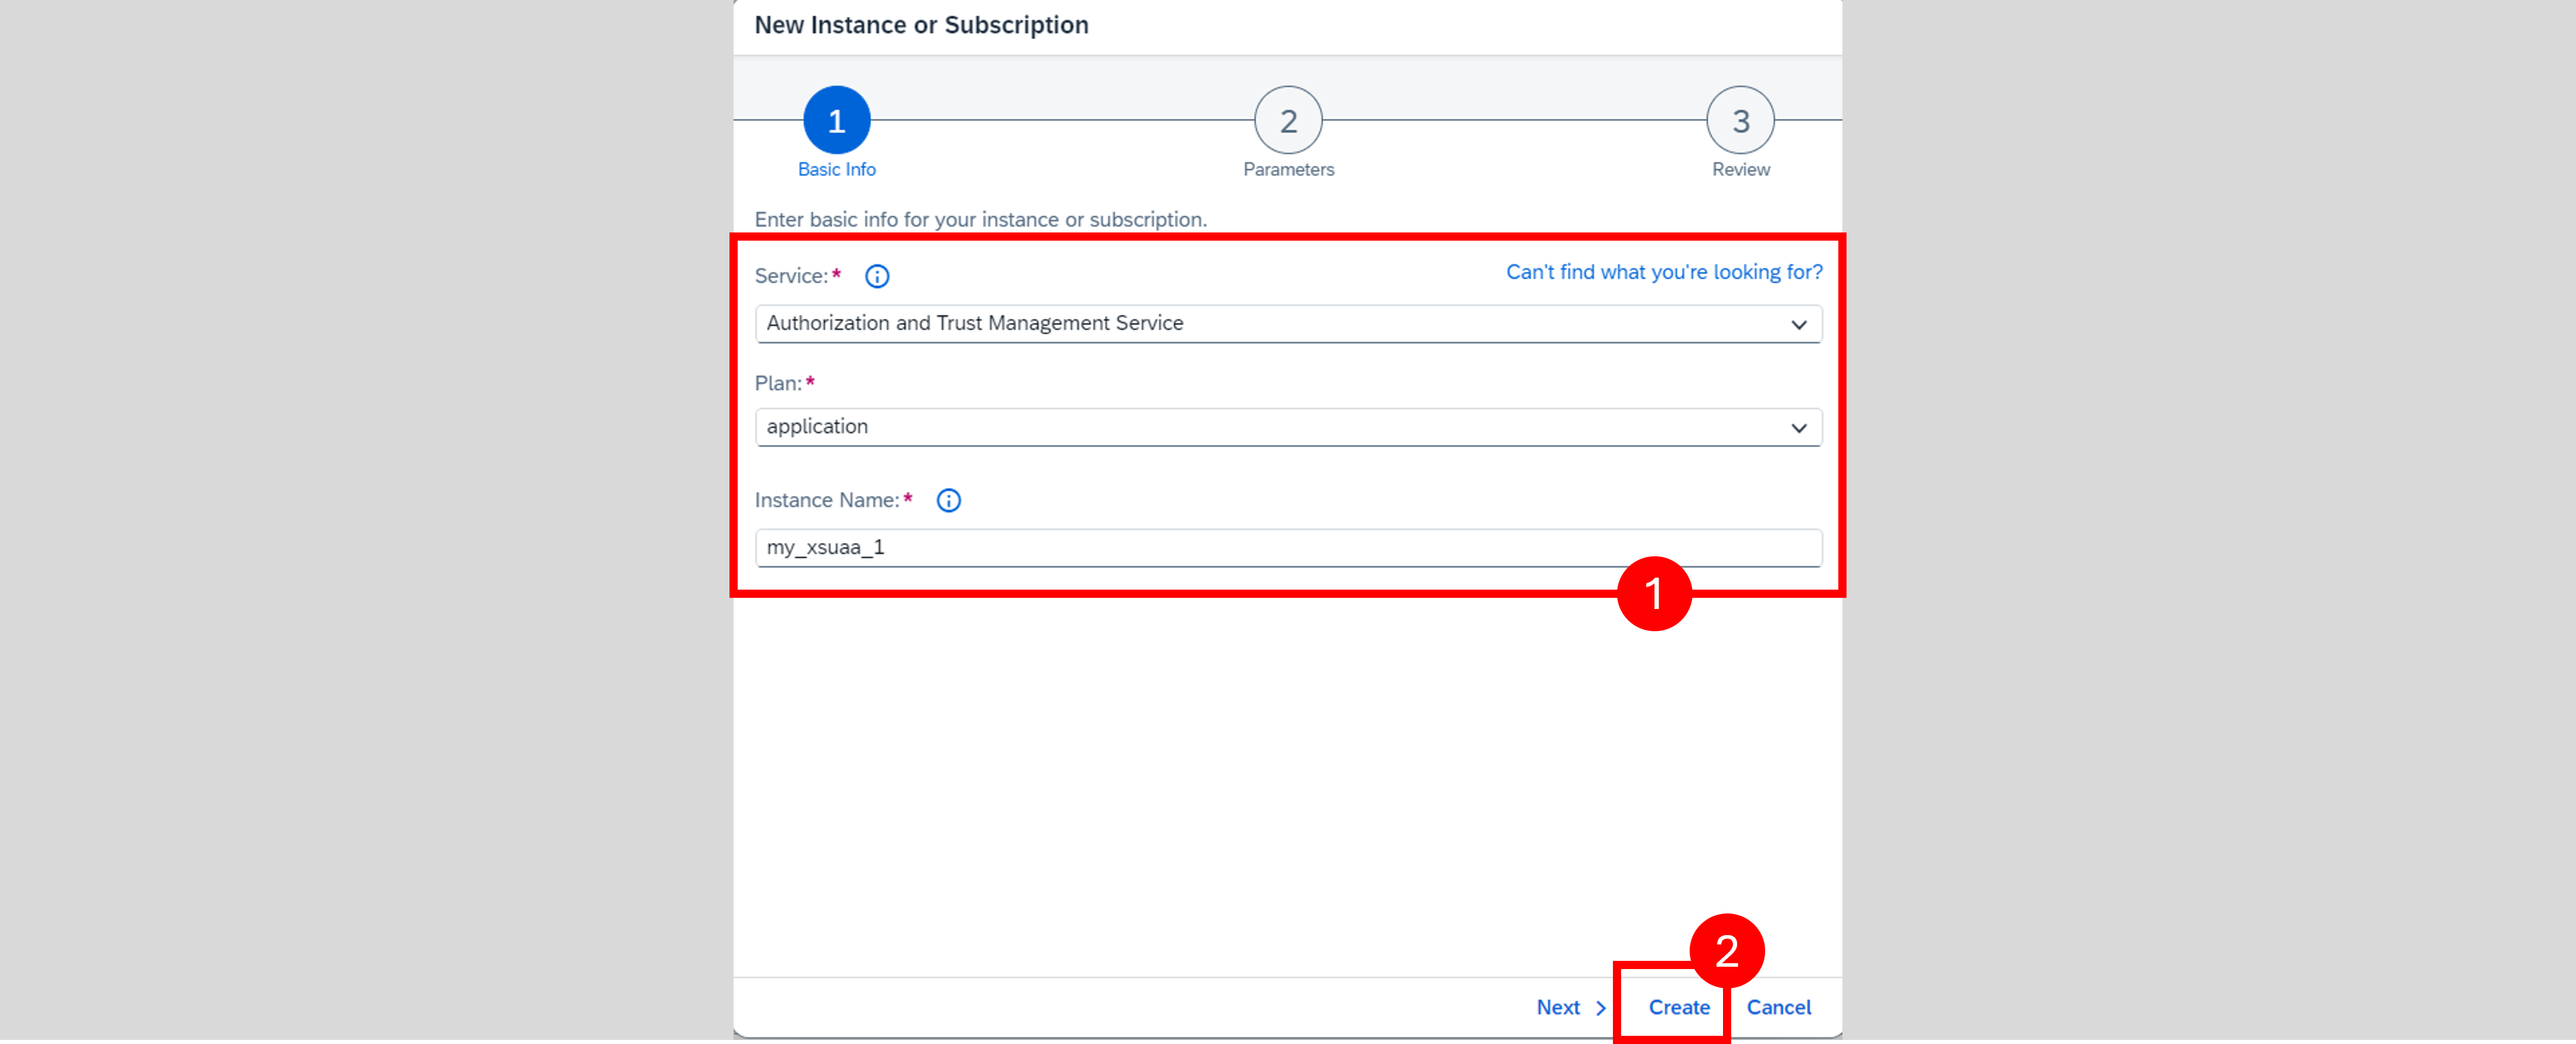 New Instance or Subscription
1
2
3
Basic Info
Parameters
Review
Enter basic info for your instance or subscription.
Service:*
Can't find what you're looking for?
Authorization and Trust Management Service
Plan:*
application
Instance Name:*
my_xsuaa_1
1
2
Next
Create
Cancel